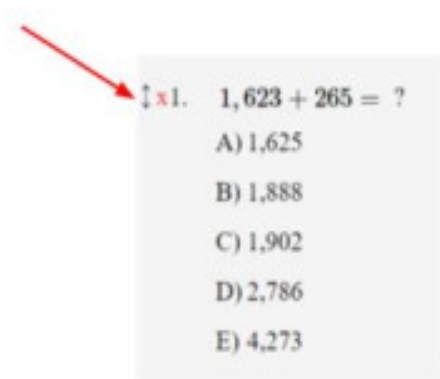 ↕x1. 1,623 + 265 = ?
A) 1,625
B) 1,888
C) 1,902
D) 2,786
E) 4,273